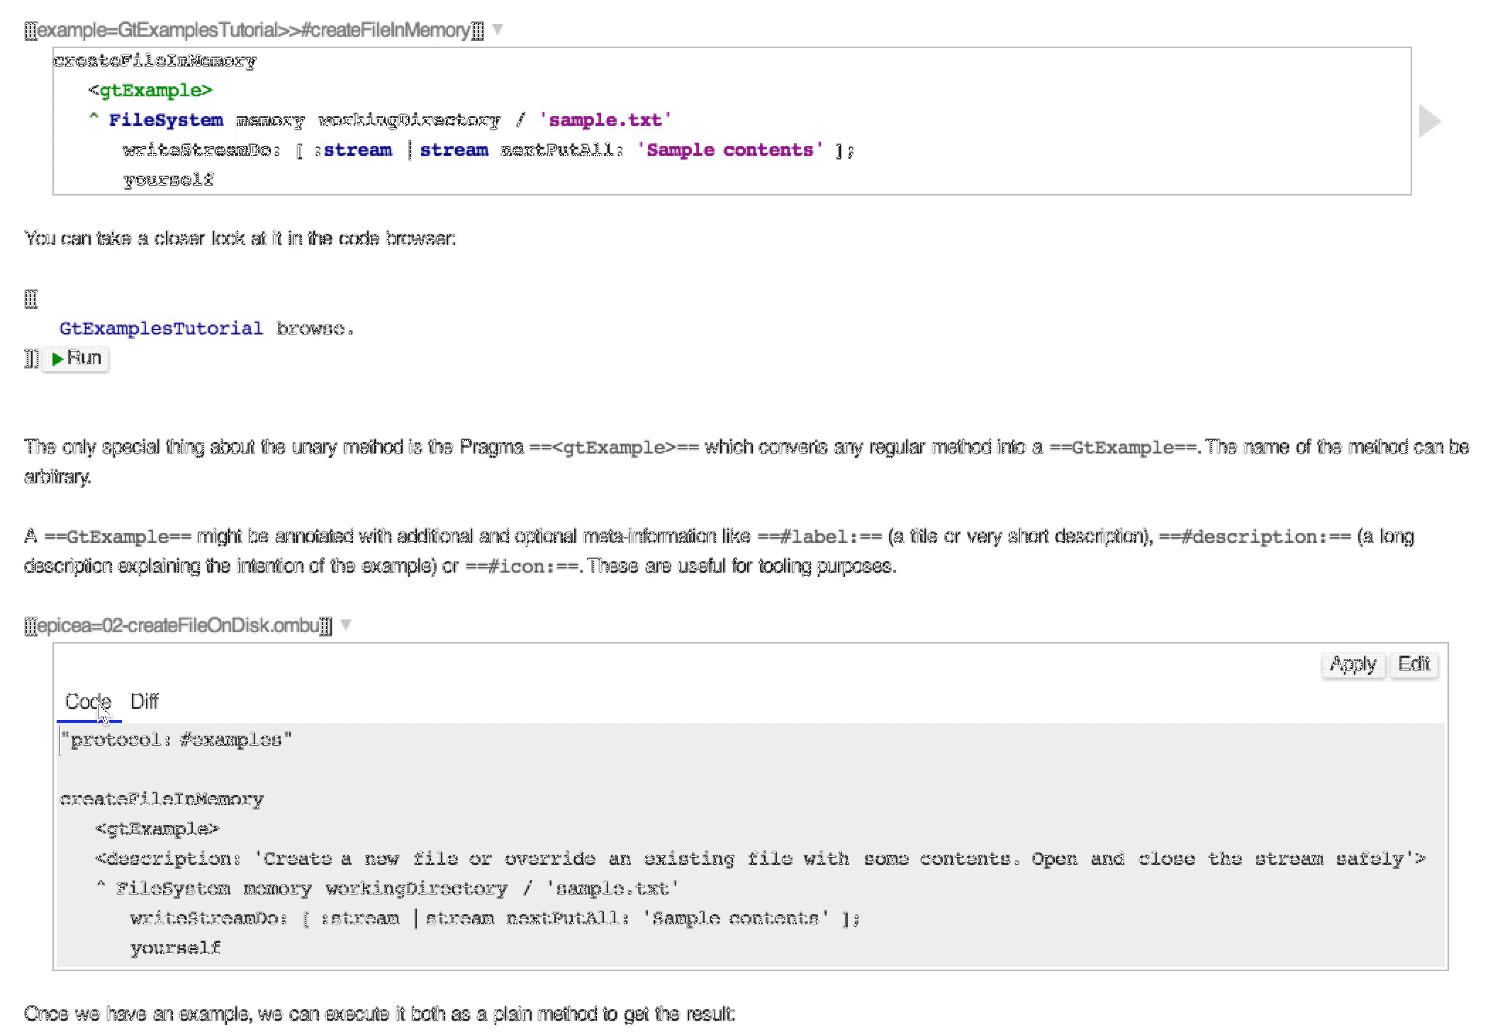 [[[example=GtExamplesTutorial>>#createFileInMemory]]] ▼
createFileInMemory
<gtExample>
^ FileSystem memory workingDirectory / 'sample.txt'
writeStreamDo: [ :stream | stream nextPutAll: 'Sample contents' ];
yourself
You can take a closer look at it in the code browser:
[[[
GtExamplesTutorial browse.
]]] Run
The only special thing about the unary method is the Pragma ==<gtExample>== which converts any regular method into a ==GtExample==. The name of the method can be
arbitrary.
A ==GtExample== might be annotated with additional and optional meta-information like ==#label:== (a title or very short description), ==#description:== (a long
description explaining the intention of the example) or ==#icon:==. These are useful for tooling purposes.
[[[epicea=02-createFileOnDisk.ombu]]] ▼
Apply Edit
Code Diff
"protocol: #examples"
createFileInMemory
<gtExample>
<description: 'Create a new file or override an existing file with some contents. Open and close the stream safely'>
^ FileSystem memory workingDirectory / 'sample.txt'
writeStreamDo: [ :stream | stream nextPutAll: 'Sample contents' ];
yourself
Once we have an example, we can execute it both as a plain method to get the result: